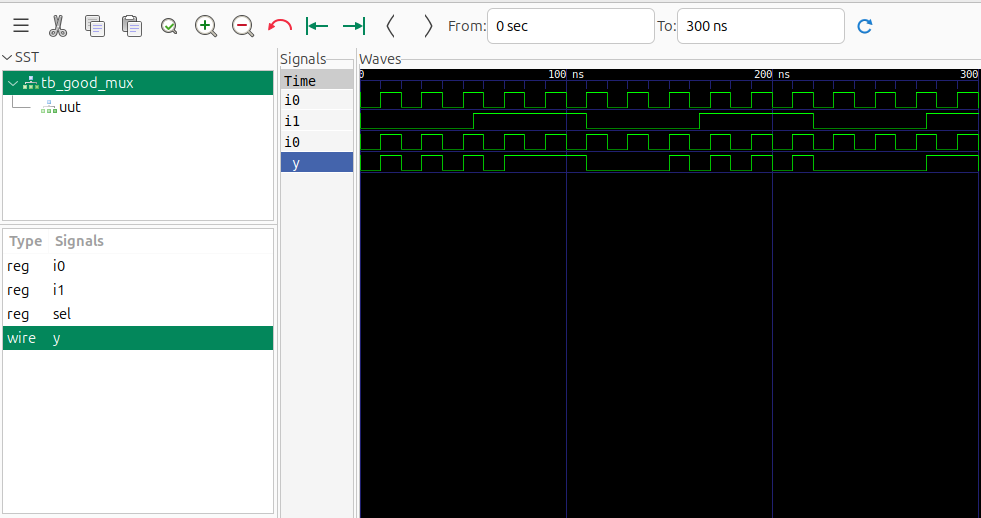 From: 0 sec To: 300 ns
SST
tb_good_mux
uut
Type Signals
reg i0
reg i1
reg sel
wire y
Signals
Time
i0
i1
i0
y
Waves
0 100 ns 200 ns 300